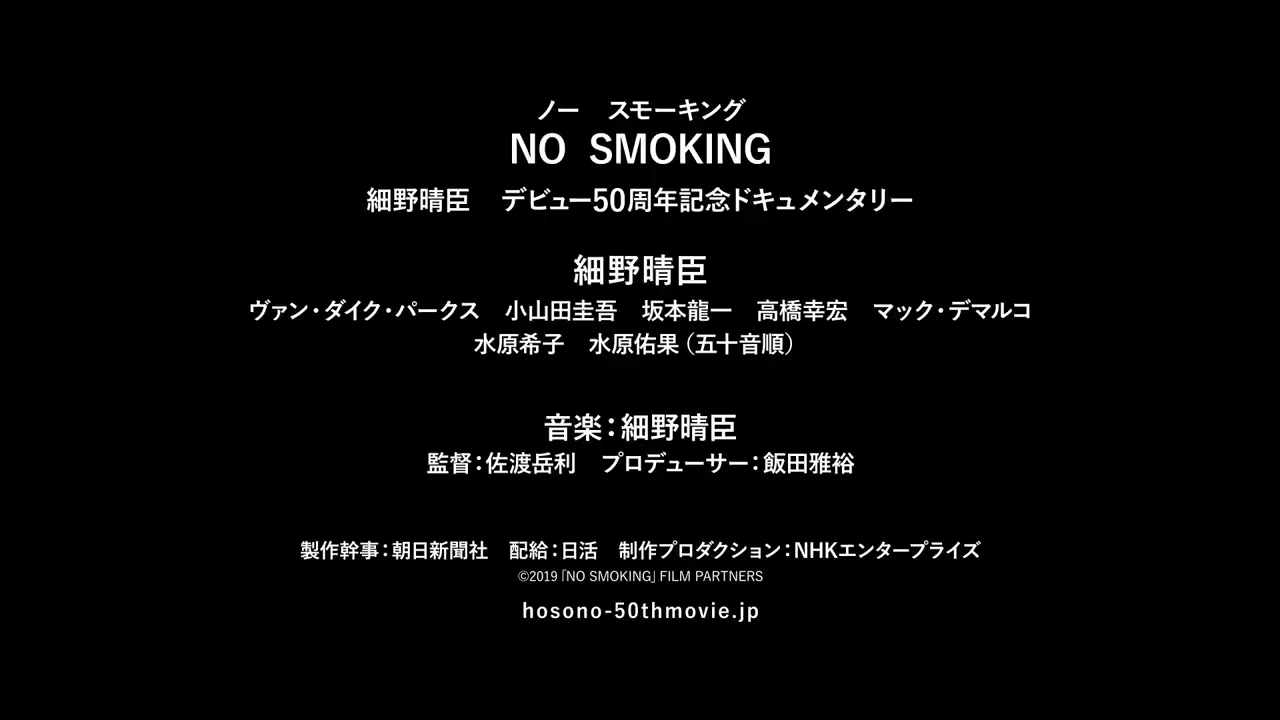 ノー　スモーキング
NO SMOKING
細野晴臣　デビュー50周年記念ドキュメンタリー
細野晴臣
ヴァン・ダイク・パークス　小山田圭吾　坂本龍一　高橋幸宏　マック・デマルコ
水原希子　水原佑果（五十音順）
音楽：細野晴臣
監督：佐渡岳利　プロデューサー：飯田雅裕
製作幹事：朝日新聞社　配給：日活　制作プロダクション：NHKエンタープライズ
©2019「NO SMOKING」FILM PARTNERS
hosono-50thmovie.jp